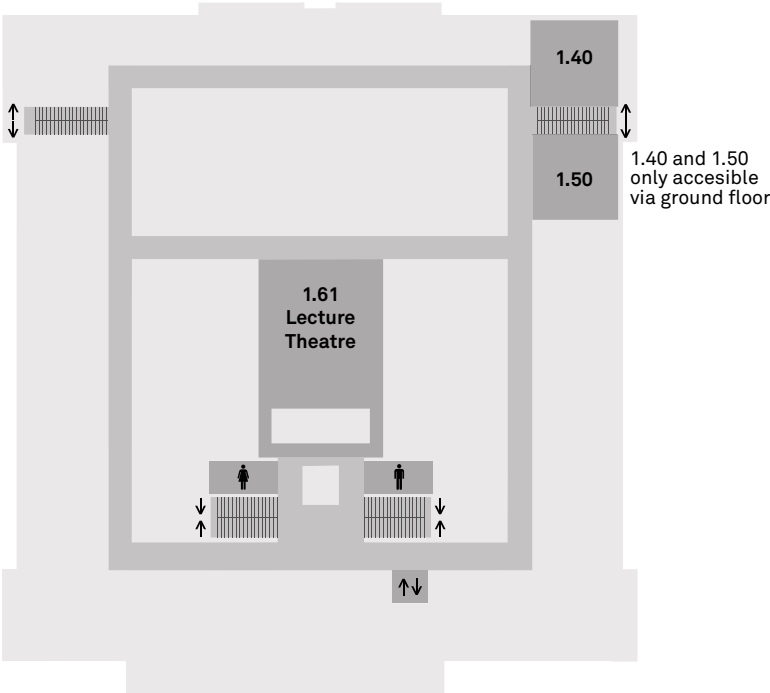 1.40
1.50
1.40 and 1.50
only accesible
via ground floor
1.61
Lecture
Theatre